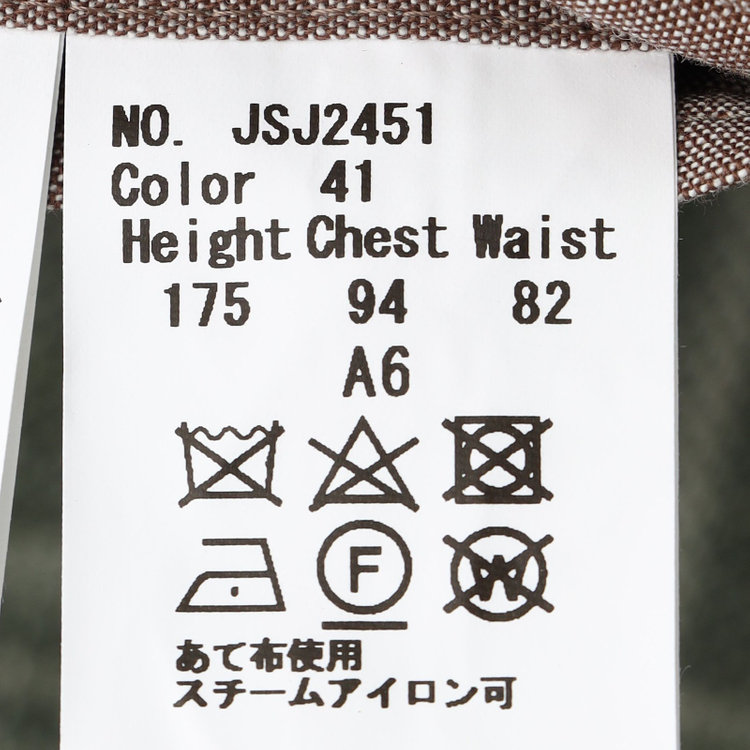 NO. JSJ2451
Color 41
Height Chest Waist
175 94 82
A6
F W
あて布使用
スチームアイロン可